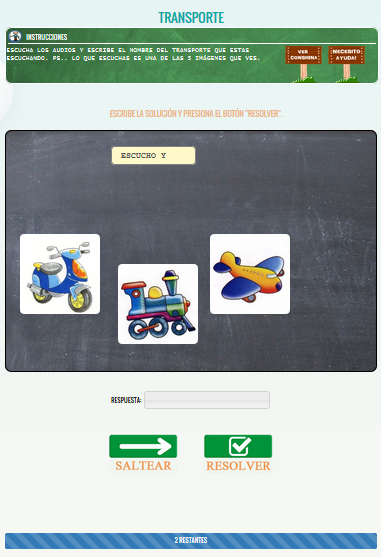 TRANSPORTE
INSTRUCCIONES
ESCUCHA LOS AUDIOS Y ESCRIBE EL NOMBRE DEL TRANSPORTE QUE ESTAS
ESCUCHANDO. PS.. LO QUE ESCUCHAS ES UNA DE LAS 3 IMÁGENES QUE VES.
VER
CONSIGNA
NECESITO
AYUDA!
ESCRIBE LA SOLUCIÓN Y PRESIONA EL BOTÓN "RESOLVER".
ESCUCHO Y
RESPUESTA:
SALTEAR
RESOLVER
2 RESTANTES